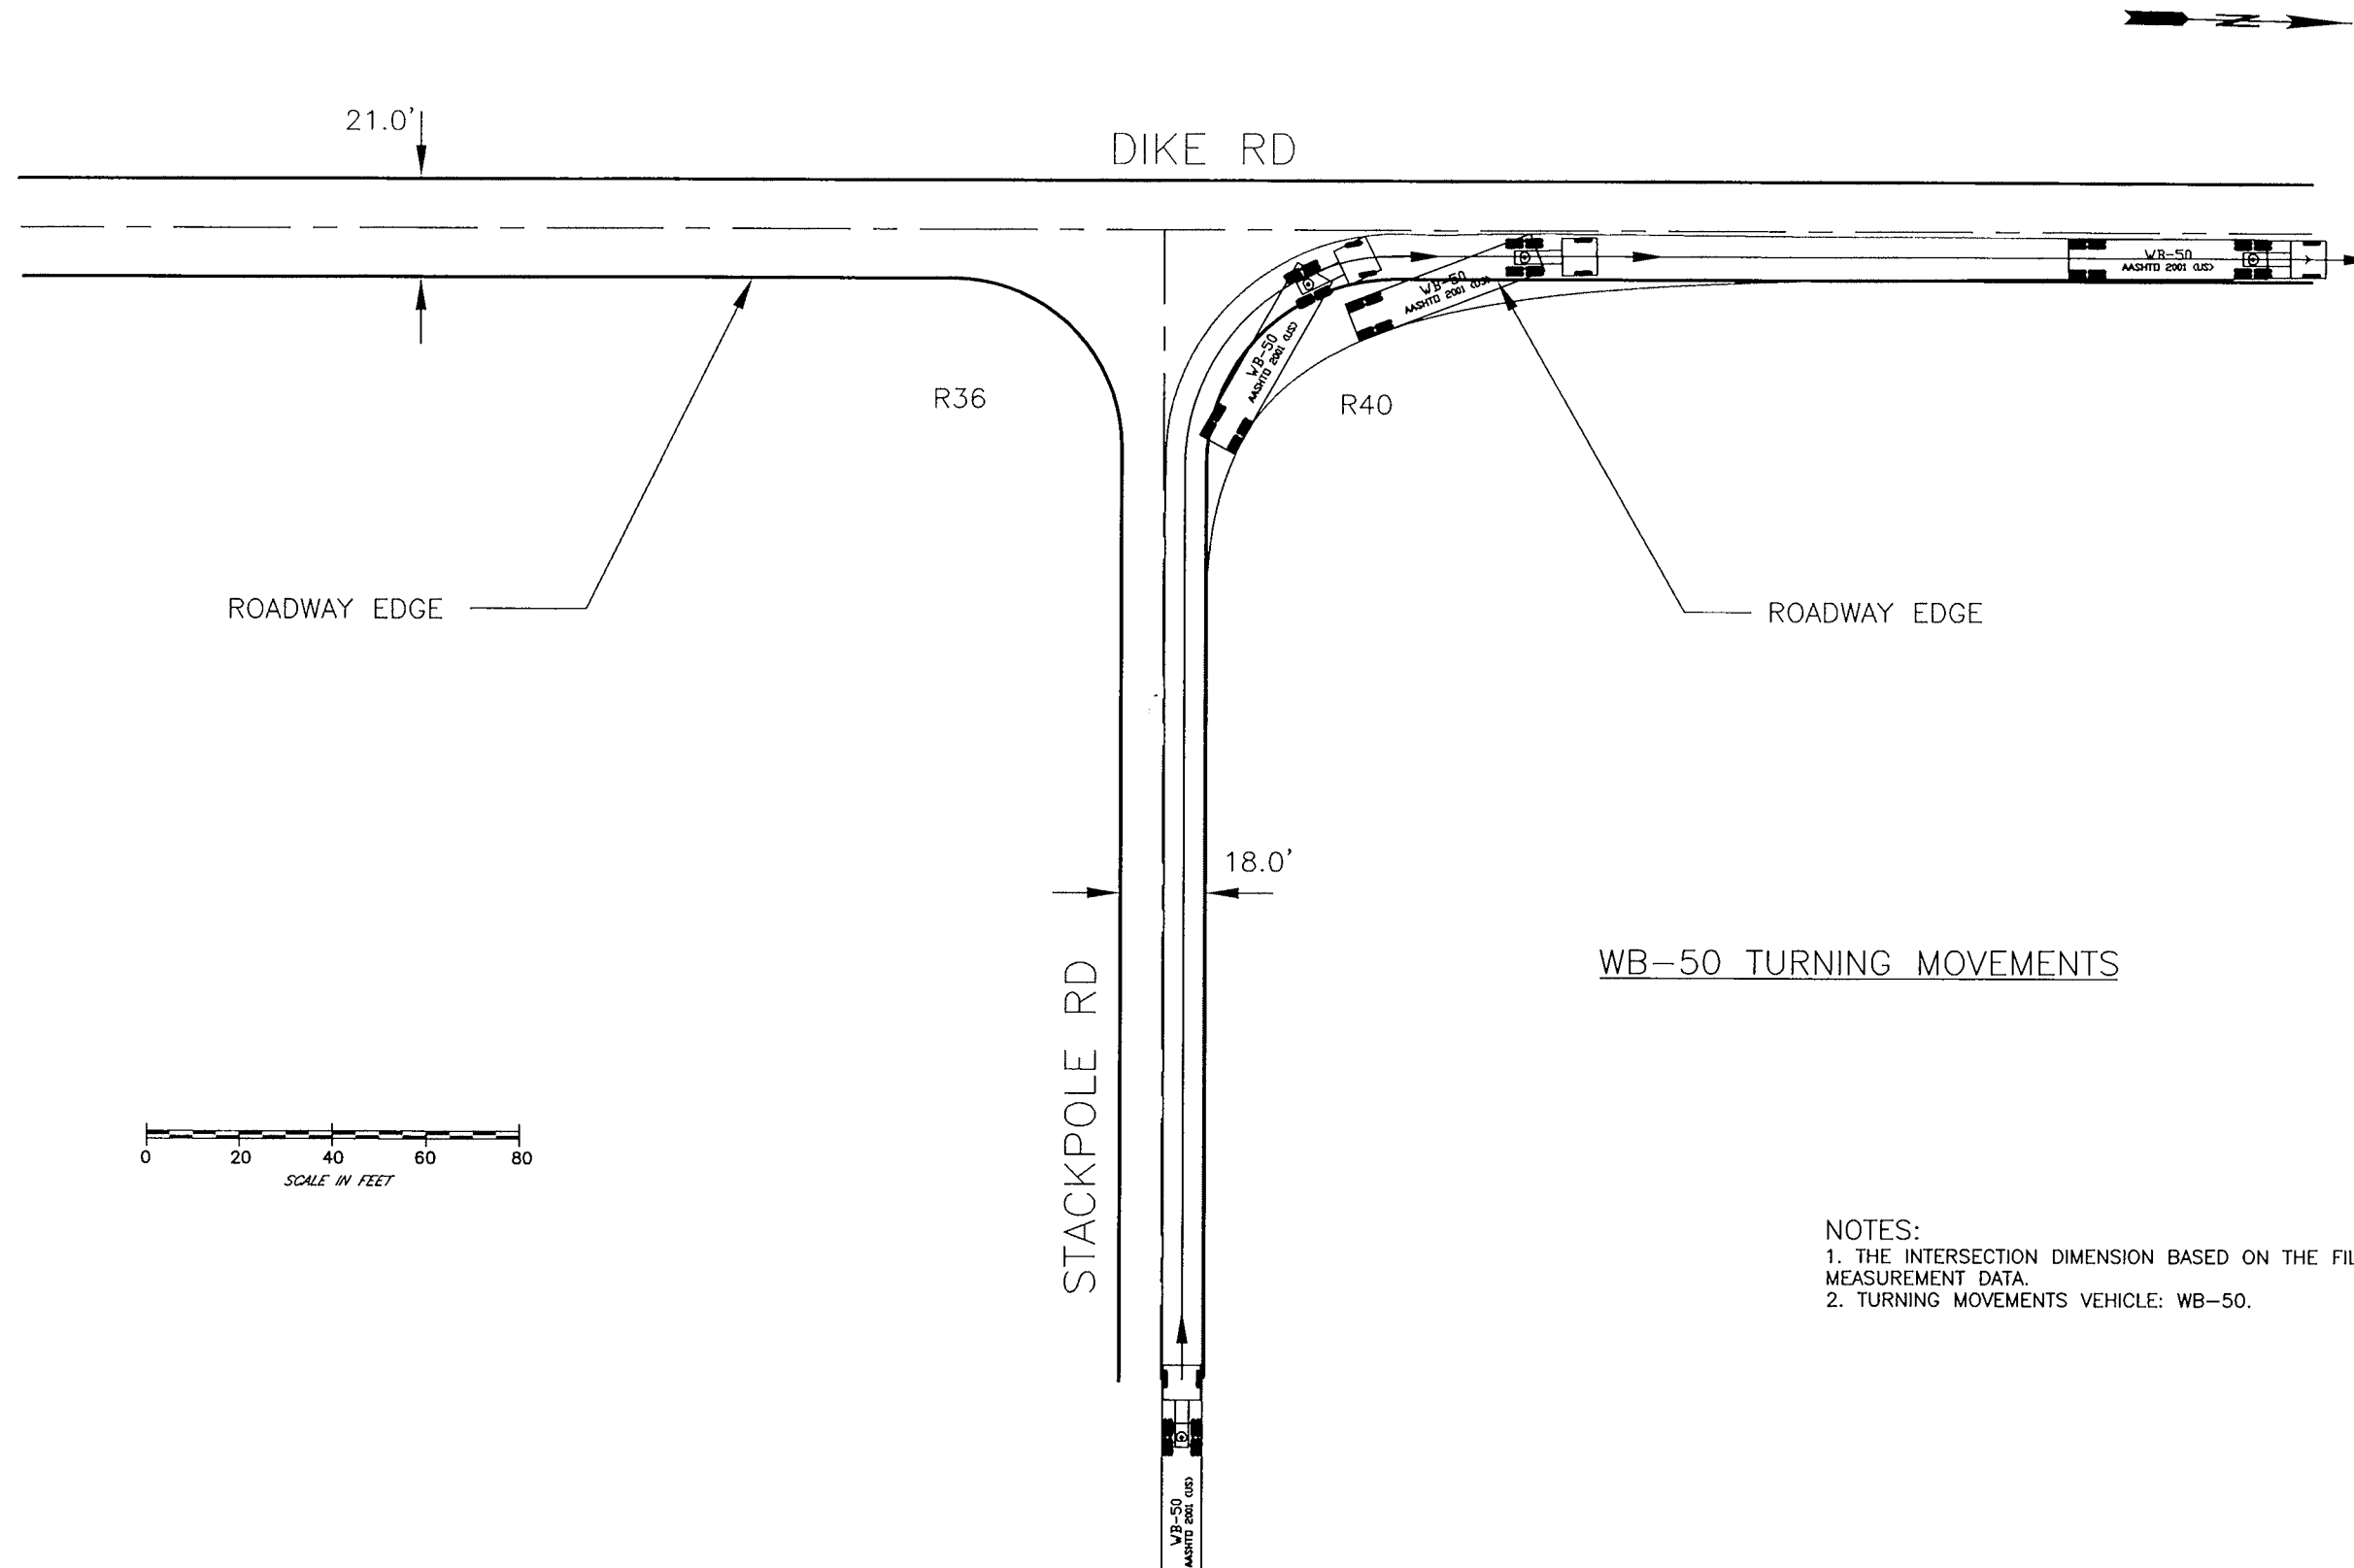 N
21.0'
DIKE RD
WB-50
AASHTO 2001 (US)
WB-50
AASHTO 2001 (US)
WB-50
AASHTO 2001 (US)
R36
R40
ROADWAY EDGE
ROADWAY EDGE
18.0'
STACKPOLE RD
WB-50 TURNING MOVEMENTS
0 20 40 60 80
SCALE IN FEET
NOTES:
1. THE INTERSECTION DIMENSION BASED ON THE FIL
MEASUREMENT DATA.
2. TURNING MOVEMENTS VEHICLE: WB-50.
WB-50
AASHTO 2001 (US)